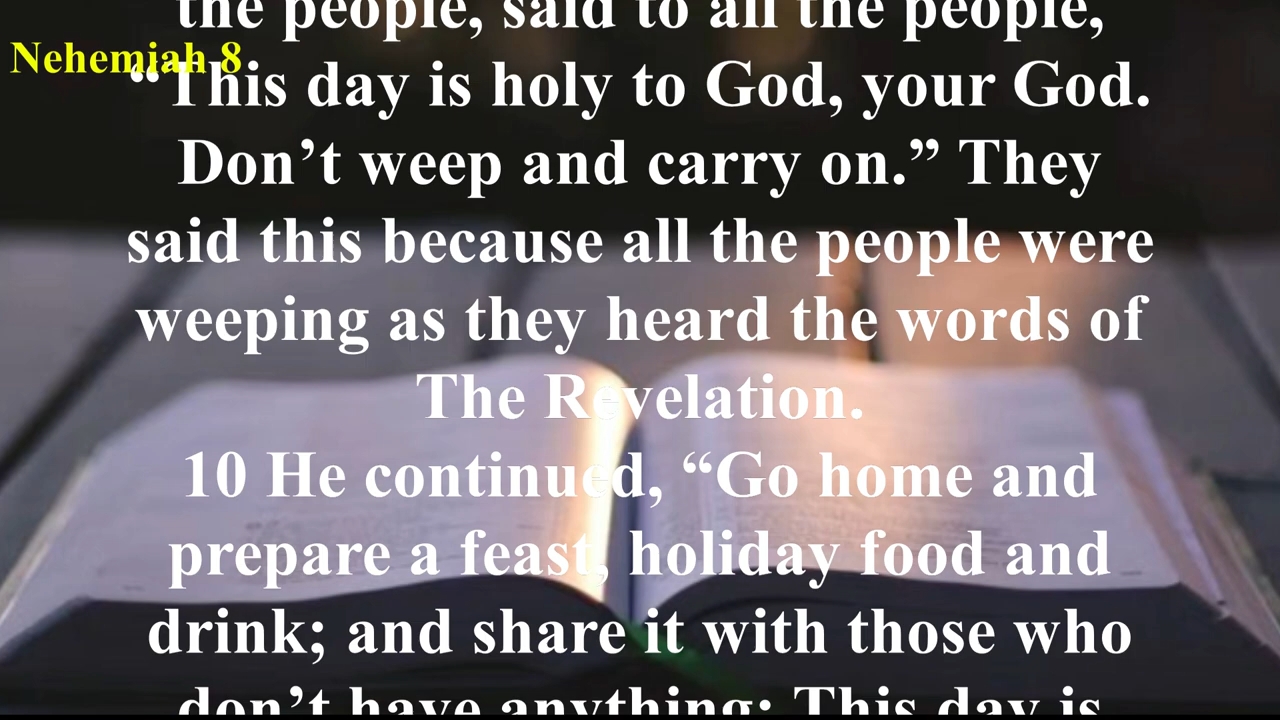 the people, said to all the people,
Nehemiah 8
“This day is holy to God, your God.
Don’t weep and carry on.” They
said this because all the people were
weeping as they heard the words of
The Revelation.
10 He continued, “Go home and
prepare a feast, holiday food and
drink; and share it with those who
don’t have anything: This day is